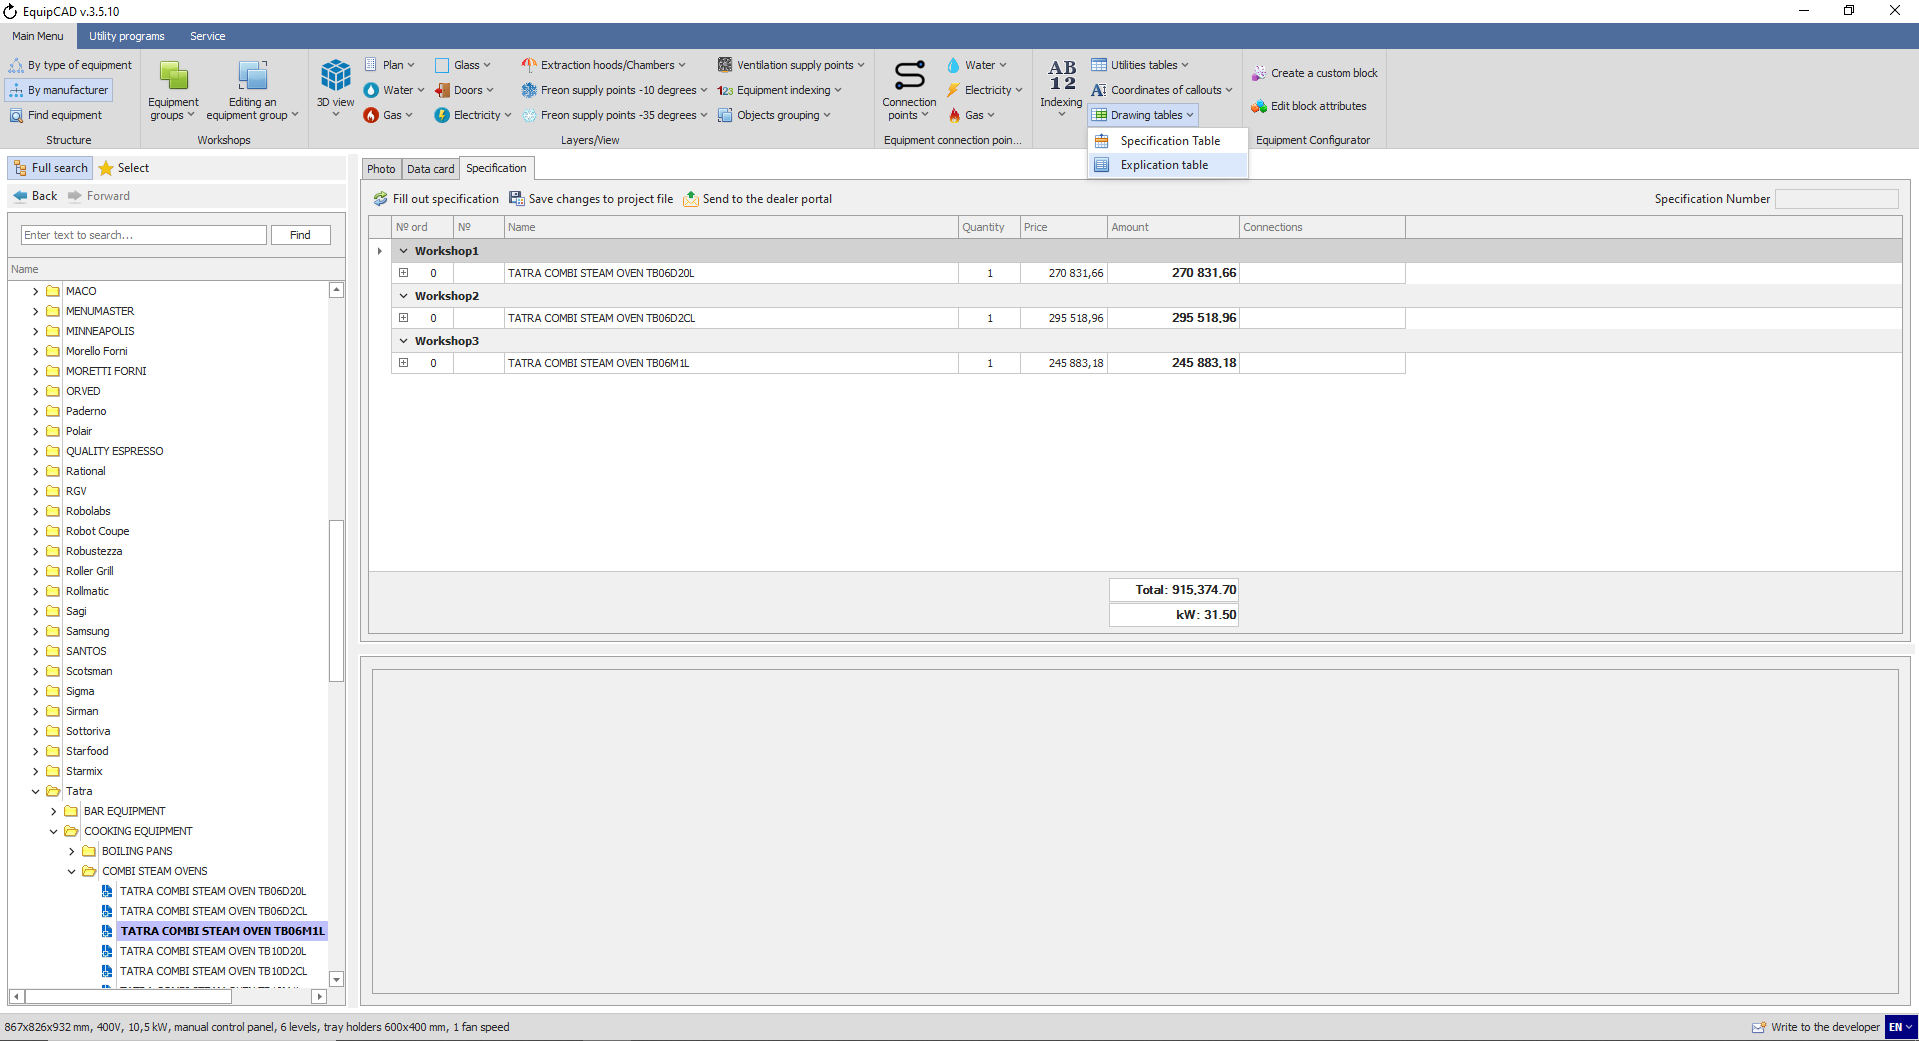 EquipCAD v.3.5.10
Main Menu
Utility programs
Service
By type of equipment
By manufacturer
Find equipment
Structure
Equipment groups
Editing an equipment group
Workshops
3D view
Plan
Water
Gas
Glass
Doors
Electricity
Extraction hoods/Chambers
Freon supply points -10 degrees
Freon supply points -35 degrees
Ventilation supply points
123 Equipment indexing
Objects grouping
Layers/View
Connection points
Water
Electricity
Gas
Equipment connection poin...
AB
12
Indexing
Utilities tables
Coordinates of callouts
Drawing tables
Specification Table
Explication table
Create a custom block
Edit block attributes
Equipment Configurator
Full search
Select
Back
Forward
Enter text to search...
Find
Name
MACO
MENUMASTER
MINNEAPOLIS
Morello Forni
MORETTI FORNI
ORVED
Paderno
Polair
QUALITY ESPRESSO
Rational
RGV
Robolabs
Robot Coupe
Robustezza
Roller Grill
Rollmatic
Sagi
Samsung
SANTOS
Scotsman
Sigma
Sirman
Sottoriva
Starfood
Starmix
Tatra
BAR EQUIPMENT
COOKING EQUIPMENT
BOILING PANS
COMBI STEAM OVENS
TATRA COMBI STEAM OVEN TB06D20L
TATRA COMBI STEAM OVEN TB06D2CL
TATRA COMBI STEAM OVEN TB06M1L
TATRA COMBI STEAM OVEN TB10D20L
TATRA COMBI STEAM OVEN TB10D2CL
Photo
Data card
Specification
Fill out specification
Save changes to project file
Send to the dealer portal
Specification Number
Nº ord Nº Name Quantity Price Amount Connections
Workshop1
0 TATRA COMBI STEAM OVEN TB06D20L 1 270 831,66 270 831,66
Workshop2
0 TATRA COMBI STEAM OVEN TB06D2CL 1 295 518,96 295 518,96
Workshop3
0 TATRA COMBI STEAM OVEN TB06M1L 1 245 883,18 245 883,18
Total: 915,374.70
kW: 31.50
867x826x932 mm, 400V, 10,5 kW, manual control panel, 6 levels, tray holders 600x400 mm, 1 fan speed
Write to the developer
EN